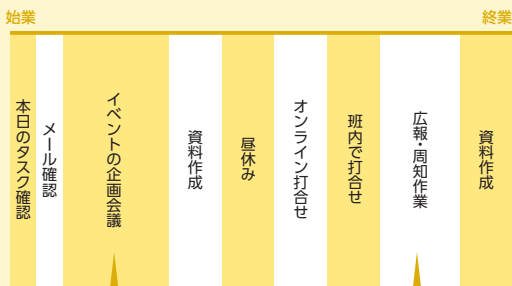 始業
終業
本日のタスク確認
メール確認
イベントの企画会議
資料作成
昼休み
オンライン打合せ
班内で打合せ
広報・周知作業
資料作成